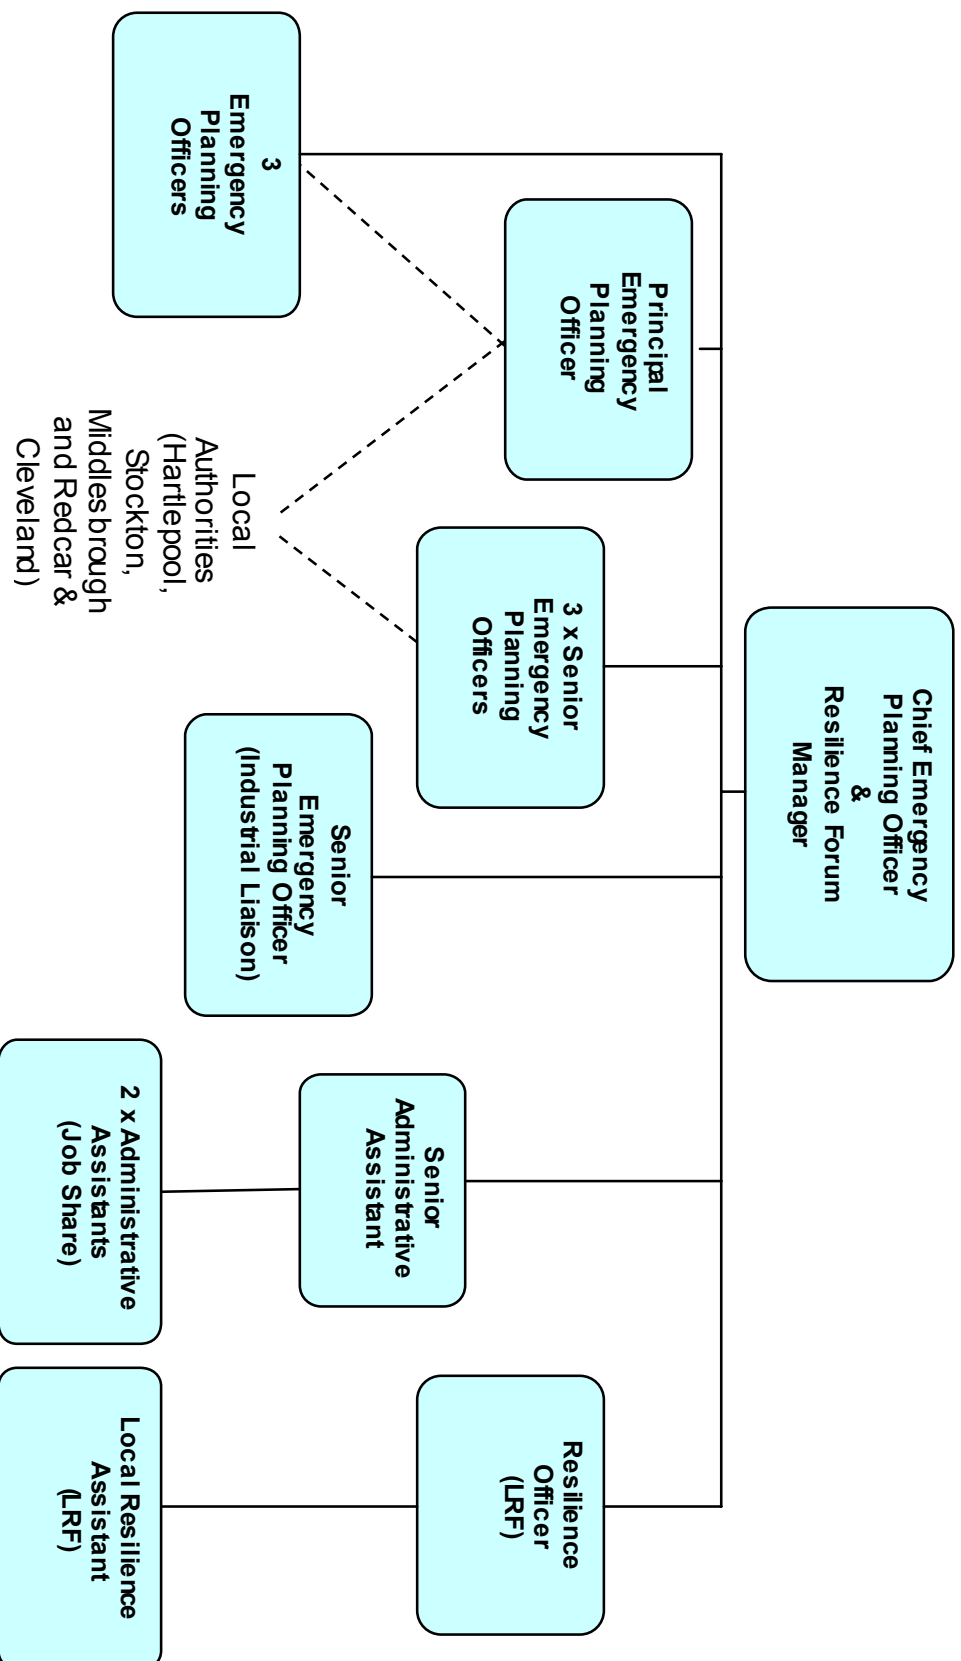 Chief Emergency
Planning Officer
&
Resilience Forum
Manager
Principal
Emergency
Planning
Officer
3
Emergency
Planning
Officers
3 x Senior
Emergency
Planning
Officers
Local
Authorities
(Hartlepool,
Stockton,
Middlesbrough
and Redcar &
Cleveland)
Senior
Emergency
Planning Officer
(Industrial Liaison)
Senior
Administrative
Assistant
2 x Administrative
Assistants
(Job Share)
Resilience
Officer
(LRF)
Local Resilience
Assistant
(LRF)